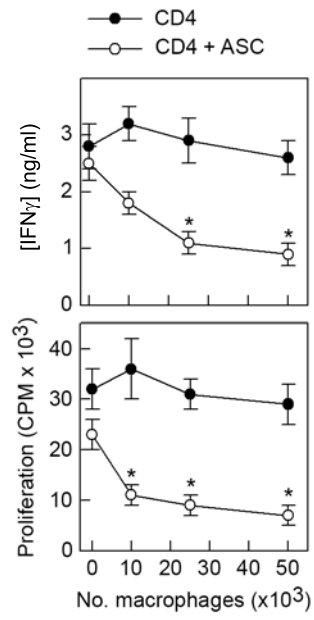 CD4
CD4 + ASC
[IFNγ] (ng/ml)
3
2
1
0
*
*
Proliferation (CPM x 10³)
40
30
20
10
0
*
*
*
0 10 20 30 40 50
No. macrophages (x10³)